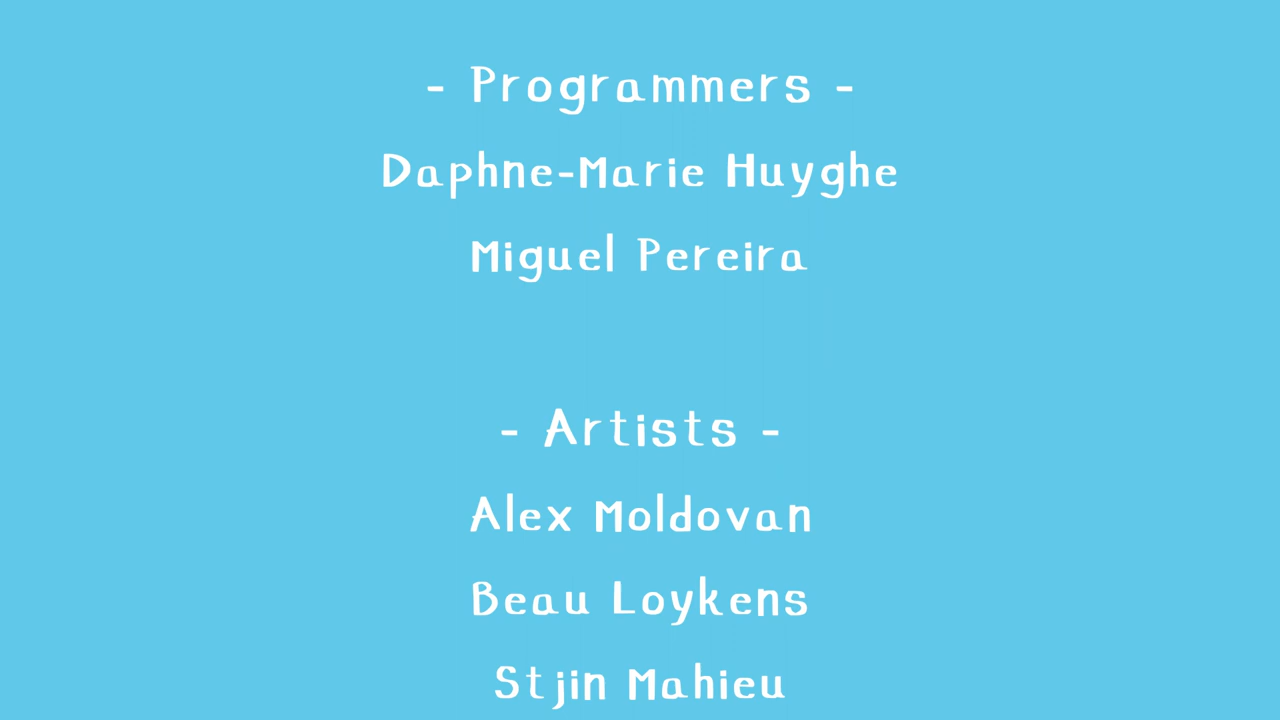 - Programmers -
Daphne-Marie Huyghe
Miguel Pereira
- Artists -
Alex Moldovan
Beau Loykens
Stjin Mahieu